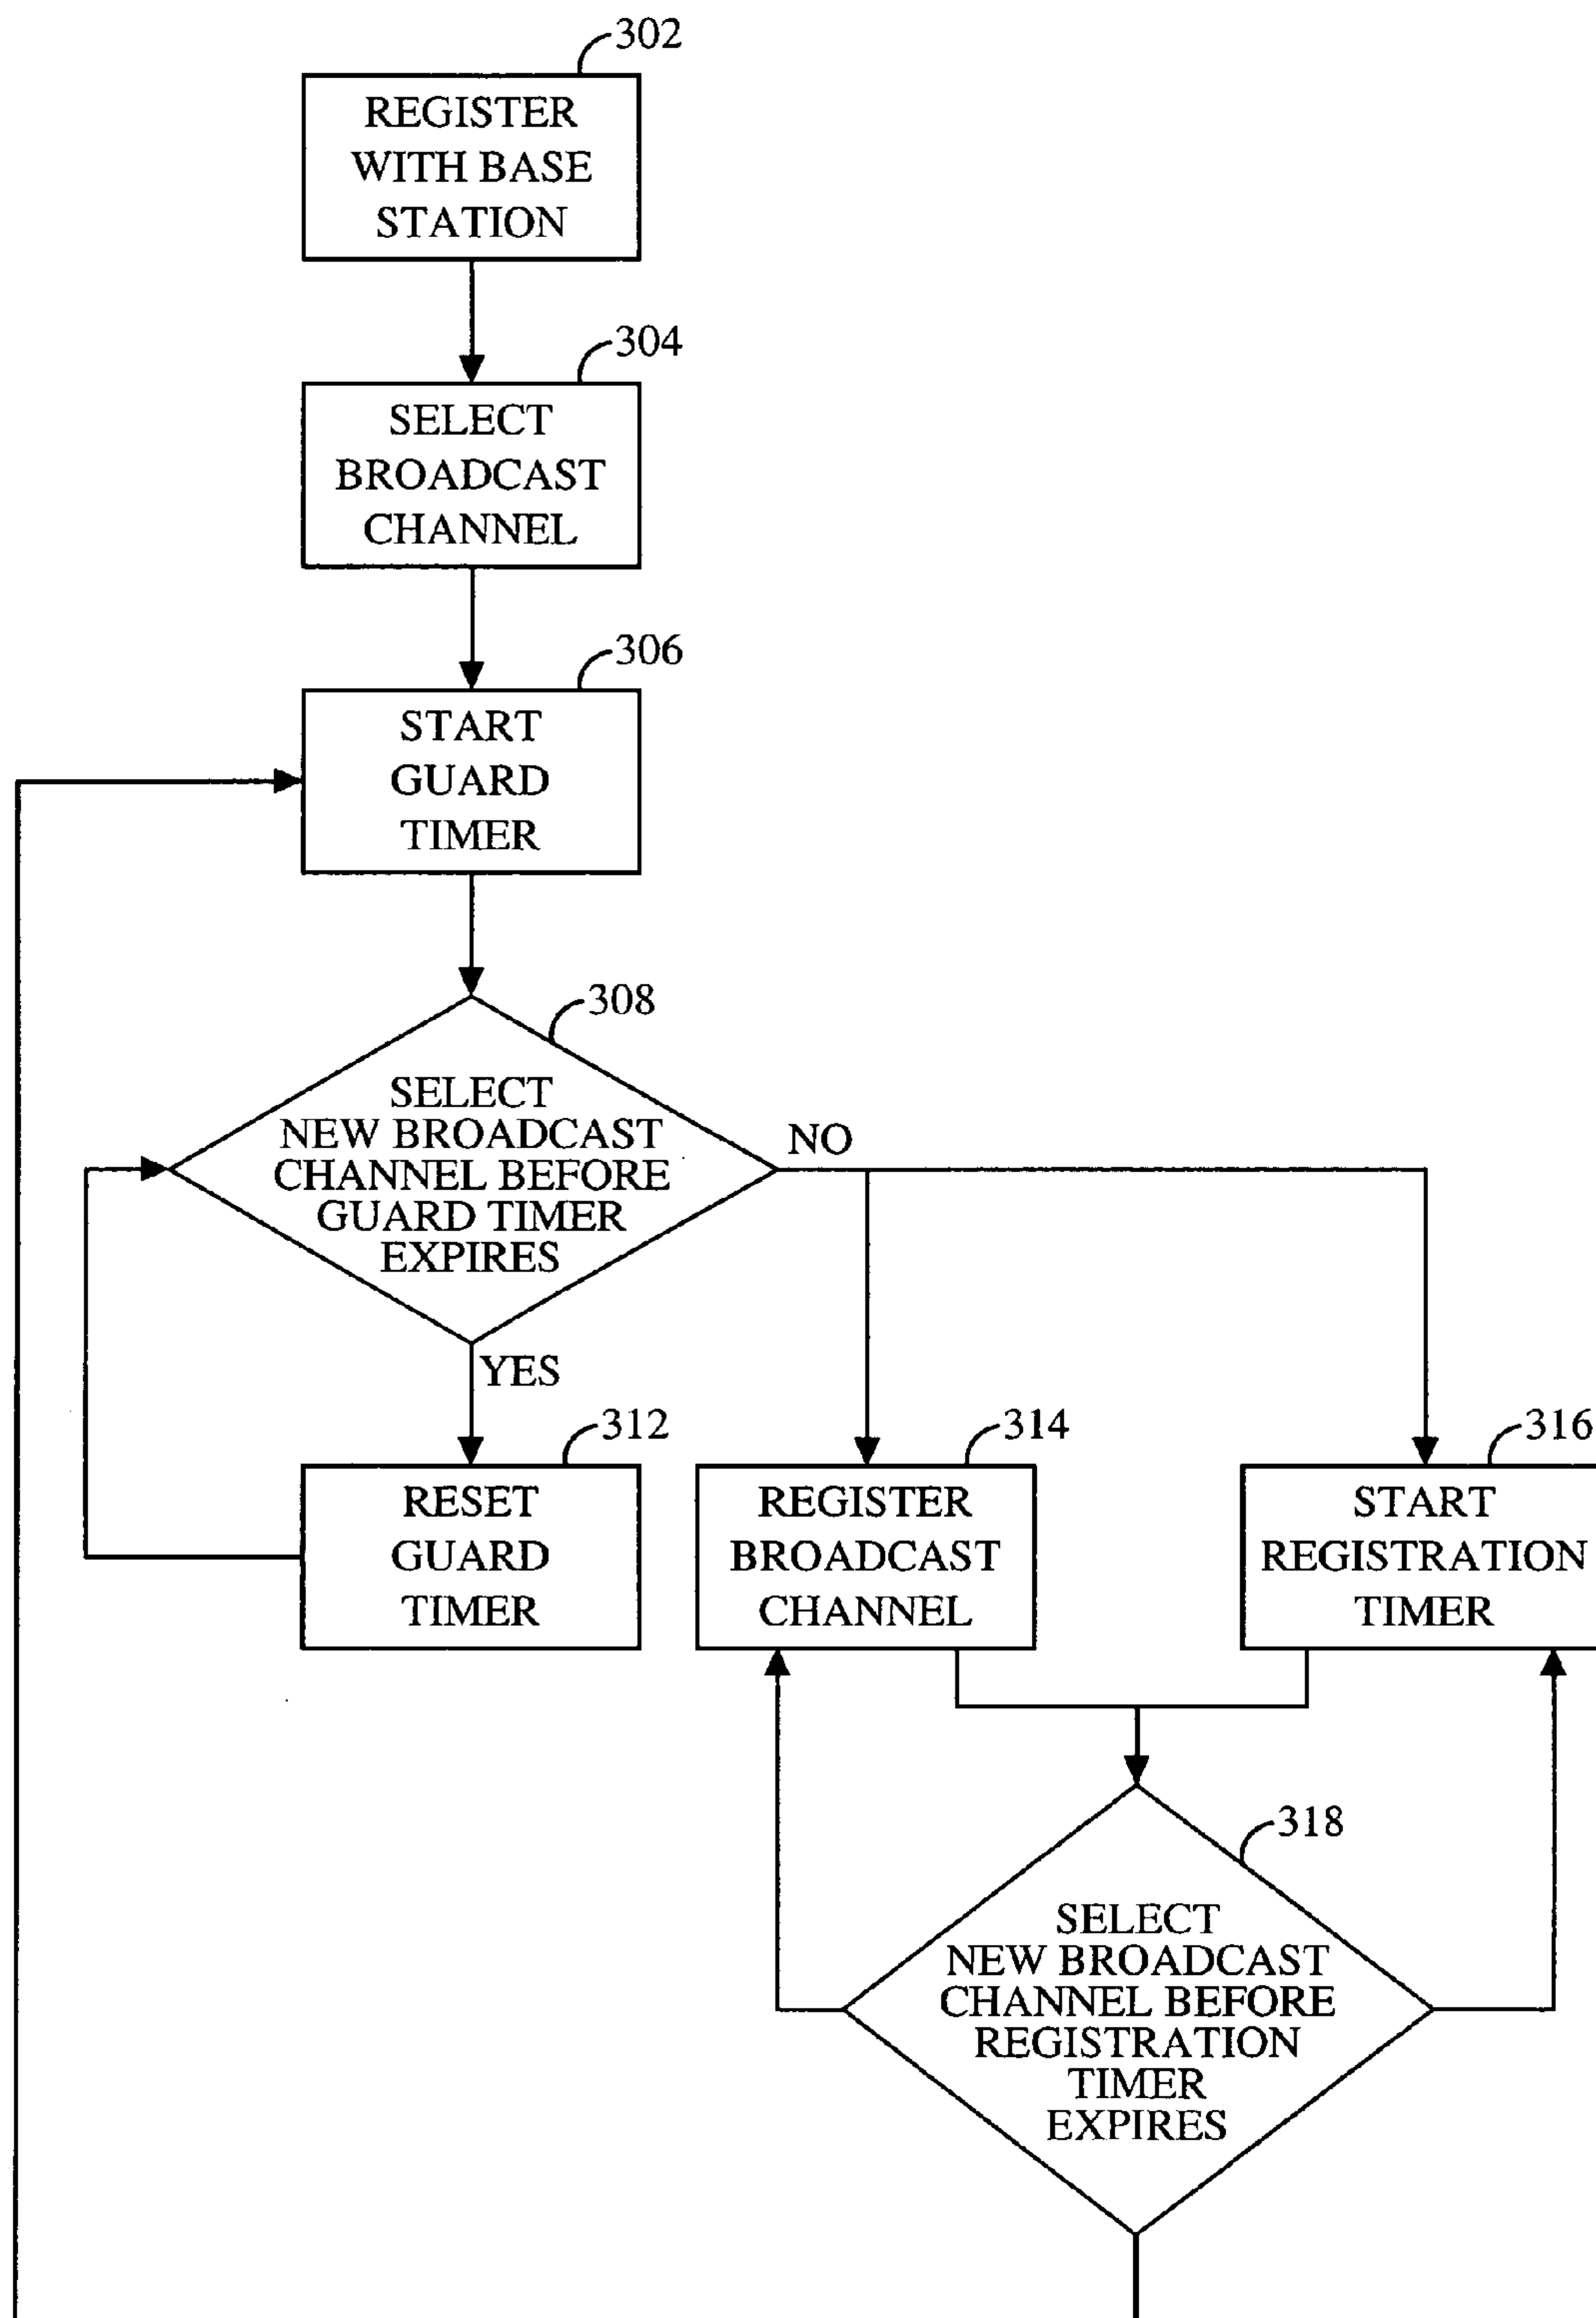 302
REGISTER
WITH BASE
STATION
304
SELECT
BROADCAST
CHANNEL
306
START
GUARD
TIMER
308
SELECT
NEW BROADCAST
CHANNEL BEFORE
GUARD TIMER
EXPIRES
NO
YES
312
RESET
GUARD
TIMER
314
REGISTER
BROADCAST
CHANNEL
316
START
REGISTRATION
TIMER
318
SELECT
NEW BROADCAST
CHANNEL BEFORE
REGISTRATION
TIMER
EXPIRES